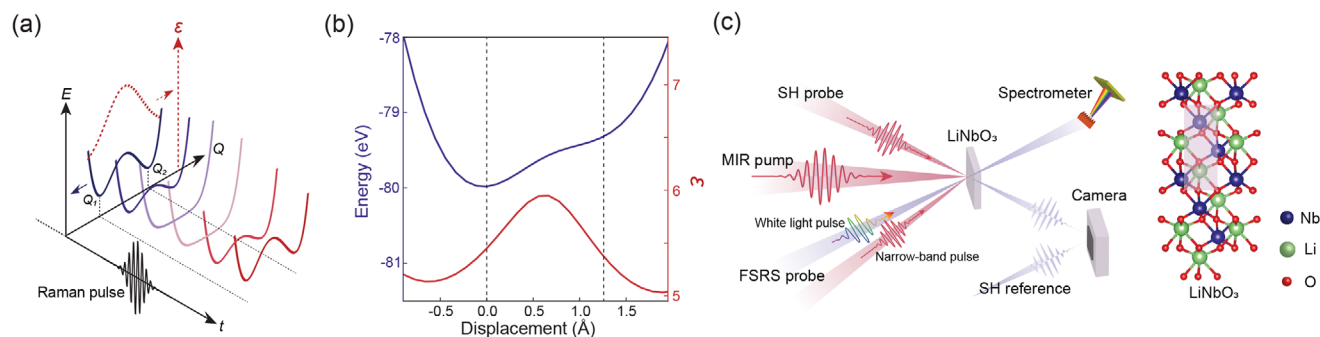 (a)
ε
E
Q
Q₂
Q₁
Raman pulse
t
(b)
-78
-79
-80
-81
Energy (eV)
7
6
5
ε
-0.5
0.0
0.5
1.0
1.5
Displacement (Å)
(c)
SH probe
MIR pump
White light pulse
FSRS probe
Narrow-band pulse
LiNbO₃
Spectrometer
Camera
SH reference
LiNbO₃
Nb
Li
O